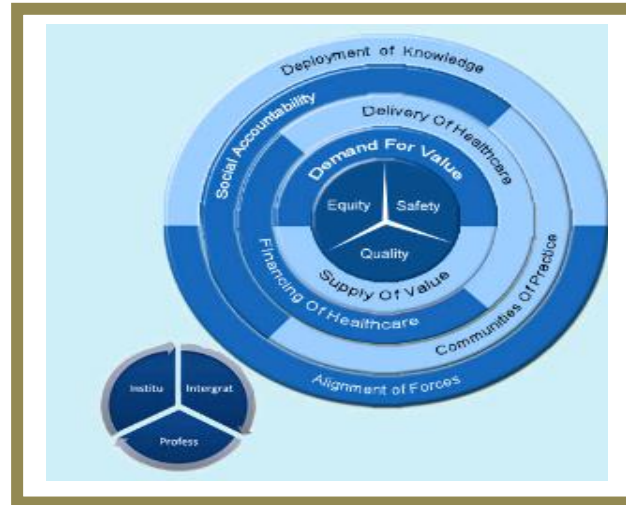 Deployment of Knowledge
Social Accountability
Delivery Of Healthcare
Demand For Value
Equity
Safety
Quality
Supply Of Value
Financing Of Healthcare
Communities Of Practice
Alignment of Forces
Institu
Intergrat
Profess